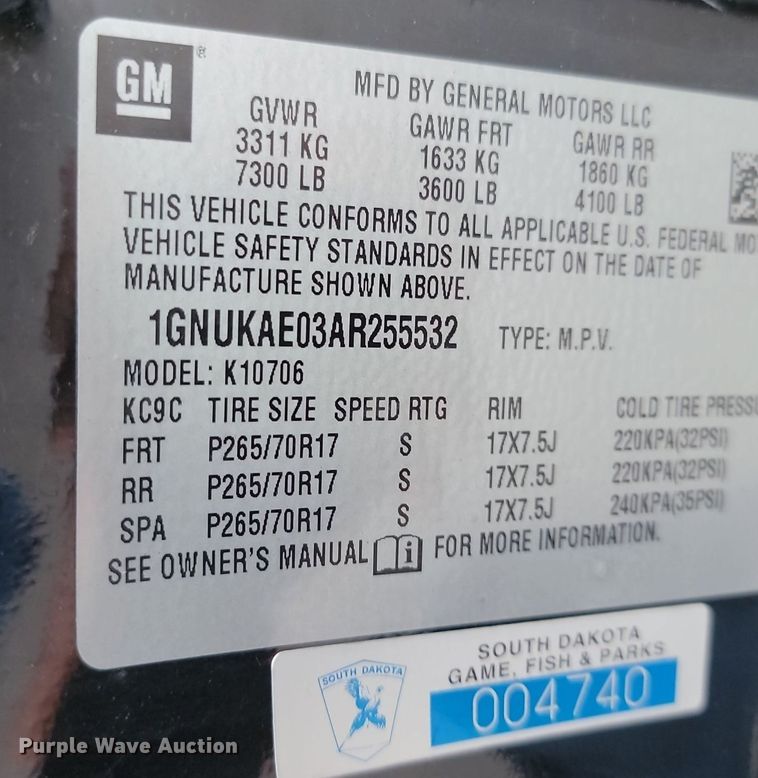 GM ®
MFD BY GENERAL MOTORS LLC
GVWR GAWR FRT GAWR RR
3311 KG 1633 KG 1860 KG
7300 LB 3600 LB 4100 LB
THIS VEHICLE CONFORMS TO ALL APPLICABLE U.S. FEDERAL MO
VEHICLE SAFETY STANDARDS IN EFFECT ON THE DATE OF
MANUFACTURE SHOWN ABOVE.
1GNUKAE03AR255532 TYPE: M.P.V.
MODEL: K10706
KC9C TIRE SIZE SPEED RTG RIM COLD TIRE PRESSU
FRT P265/70R17 S 17X7.5J 220KPA(32PSI)
RR P265/70R17 S 17X7.5J 220KPA(32PSI)
SPA P265/70R17 S 17X7.5J 240KPA(35PSI)
SEE OWNER'S MANUAL i FOR MORE INFORMATION.
SOUTH DAKOTA
SOUTH DAKOTA
GAME, FISH & PARKS
004740
Purple Wave Auction